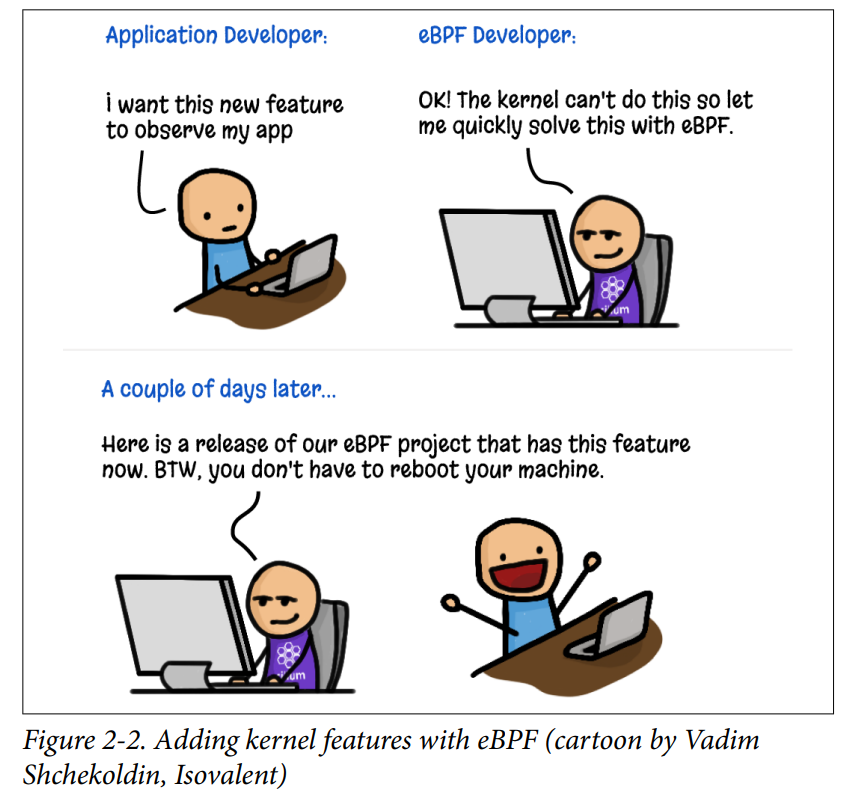 Application Developer:
i want this new feature
to observe my app
eBPF Developer:
OK! The kernel can't do this so let
me quickly solve this with eBPF.
A couple of days later...
Here is a release of our eBPF project that has this feature
now. BTW, you don't have to reboot your machine.
Figure 2-2. Adding kernel features with eBPF (cartoon by Vadim
Shchekoldin, Isovalent)